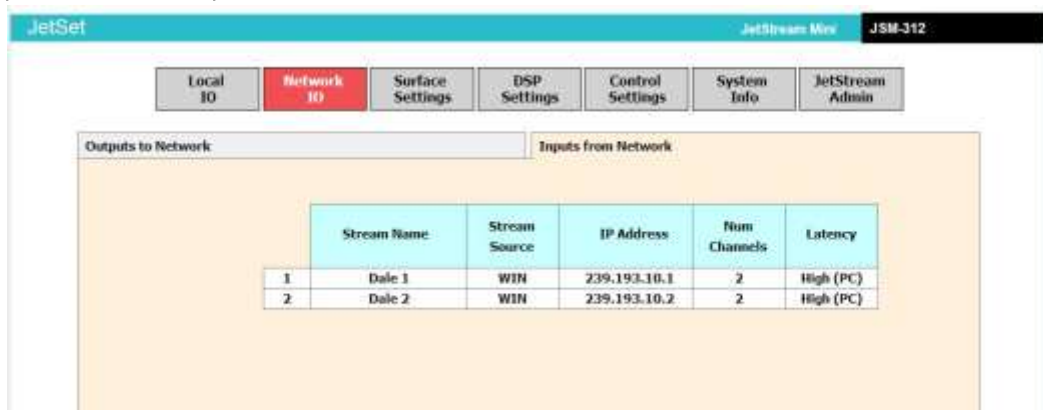 JetSet JetStream Mini JSM-312
Local IO Network IO Surface Settings DSP Settings Control Settings System Info JetStream Admin
Outputs to Network Inputs from Network
Stream Name Stream Source IP Address Num Channels Latency
1 Dale 1 WIN 239.193.10.1 2 High (PC)
2 Dale 2 WIN 239.193.10.2 2 High (PC)